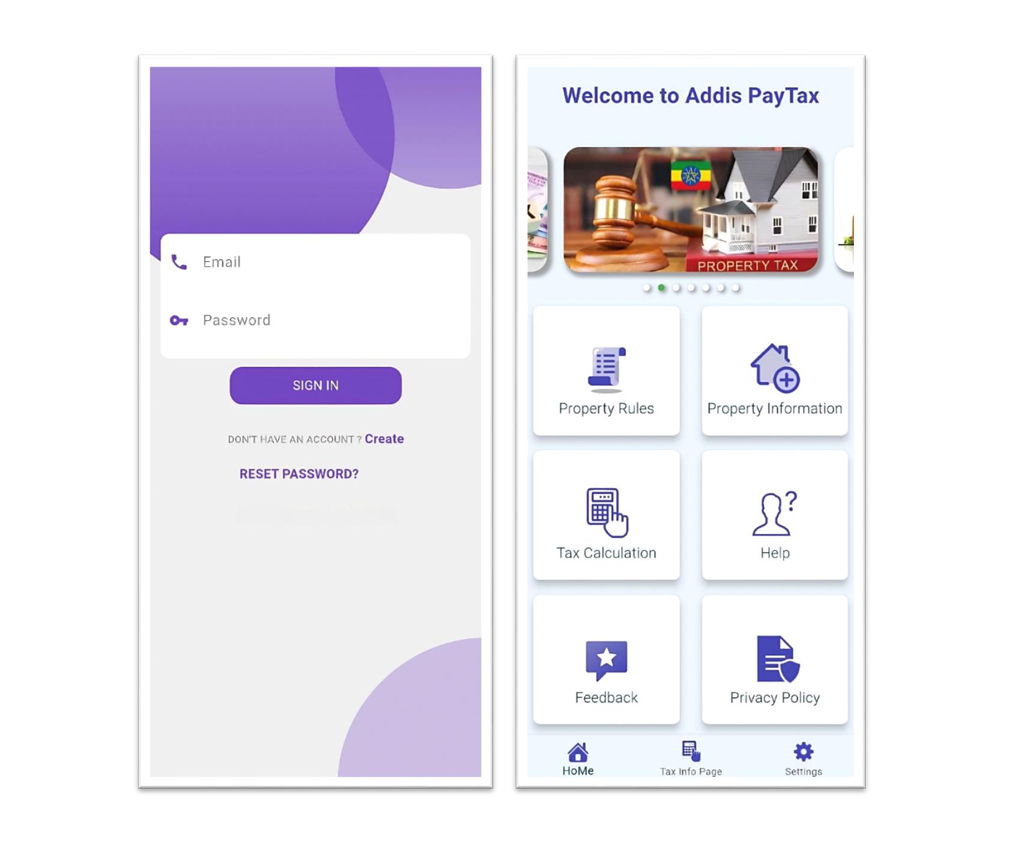 Email
Password
SIGN IN
DON'T HAVE AN ACCOUNT ? Create
RESET PASSWORD?
Welcome to Addis PayTax
PROPERTY TAX
Property Rules
Property Information
Tax Calculation
?
Help
Feedback
Privacy Policy
HoMe
Tax Info Page
Settings